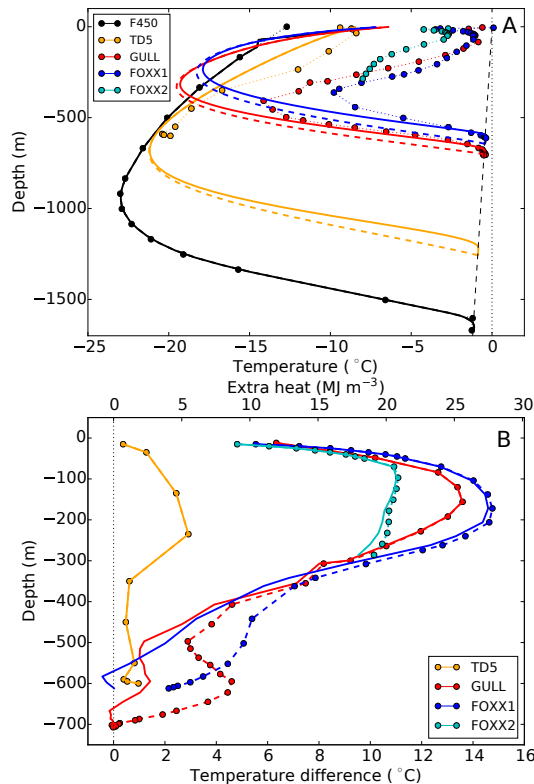 A
F450
TD5
GULL
FOXX1
FOXX2
0
−500
−1000
−1500
Depth (m)
−25 −20 −15 −10 −5 0
Temperature (°C)
Extra heat (MJ m⁻³)
0 5 10 15 20 25 30
B
0
−100
−200
−300
−400
−500
−600
−700
Depth (m)
TD5
GULL
FOXX1
FOXX2
0 2 4 6 8 10 12 14 16
Temperature difference (°C)